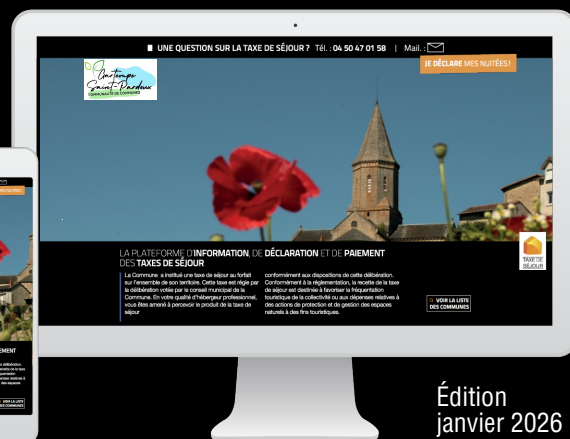 UNE QUESTION SUR LA TAXE DE SÉJOUR ? Tél. : 04 50 47 01 58 | Mail. :
JE DÉCLARE MES NUITÉES !
Gartempe
Saint-Pardoux
COMMUNAUTÉ DE COMMUNES
LA PLATEFORME D'INFORMATION, DE DÉCLARATION ET DE PAIEMENT
DES TAXES DE SÉJOUR
La Commune a institué une taxe de séjour au forfait
sur l'ensemble de son territoire. Cette taxe est régie par
la délibération votée par le conseil municipal de la
Commune. En votre qualité d'hébergeur professionnel,
vous êtes amené à percevoir le produit de la taxe de
séjour
conformément aux dispositions de cette délibération.
Conformément à la réglementation, la recette de la taxe
de séjour est destinée à favoriser la fréquentation
touristique de la collectivité ou aux dépenses relatives à
des actions de protection et de gestion des espaces
naturels à des fins touristiques.
TAXE DE
SÉJOUR
VOIR LA LISTE
DES COMMUNES
Édition
janvier 2026